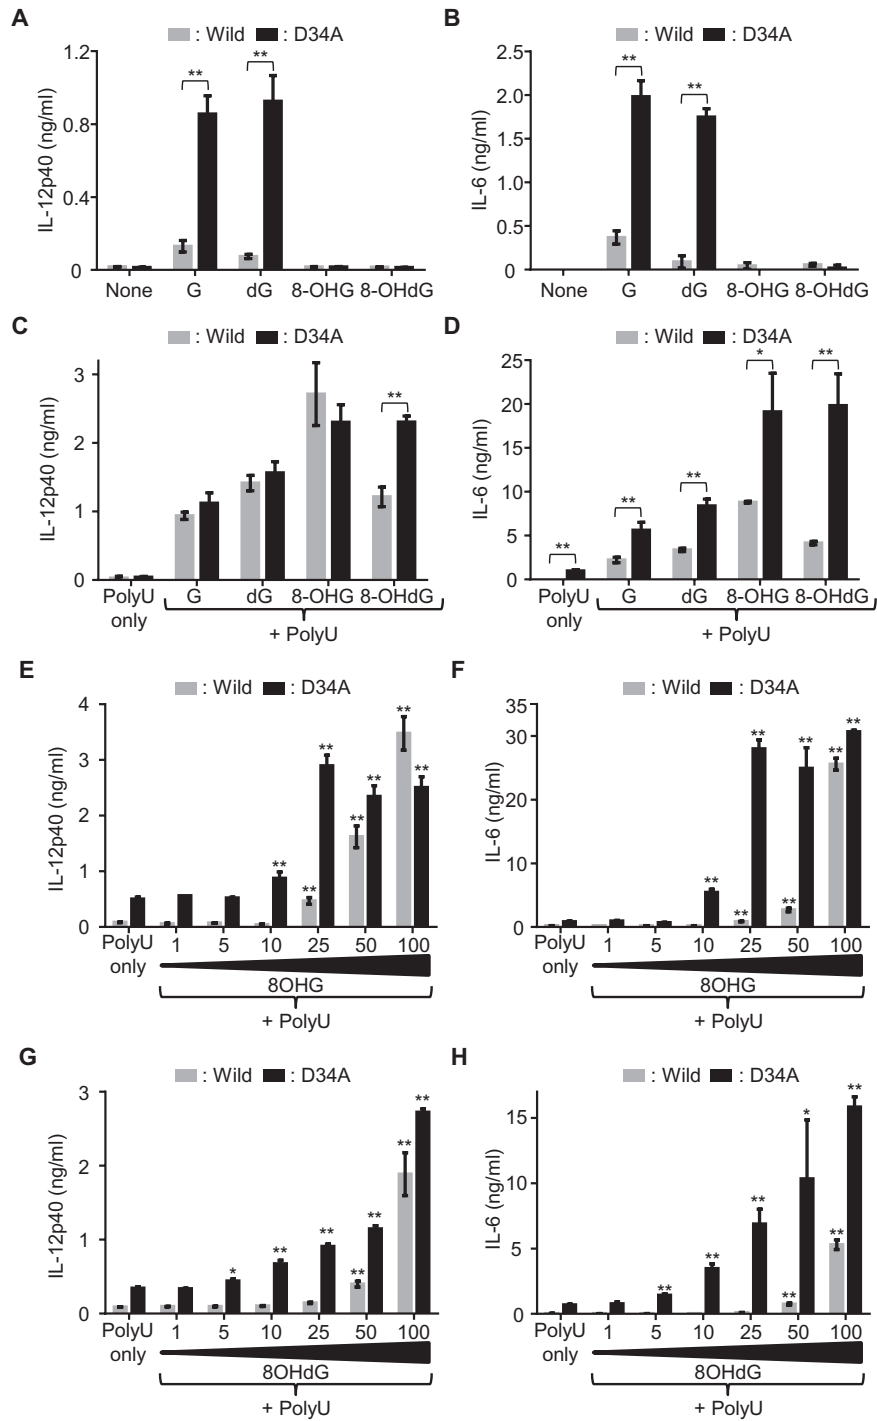 A
: Wild : D34A
IL-12p40 (ng/ml)
1.2
0.8
0.4
0
**
**
None G dG 8-OHG 8-OHdG
B
: Wild : D34A
IL-6 (ng/ml)
2.5
2.0
1.5
1.0
0.5
0
**
**
None G dG 8-OHG 8-OHdG
C
: Wild : D34A
IL-12p40 (ng/ml)
3
2
1
0
**
PolyU G dG 8-OHG 8-OHdG
only
+ PolyU
D
: Wild : D34A
IL-6 (ng/ml)
25
20
15
10
5
0
**
**
**
*
**
PolyU G dG 8-OHG 8-OHdG
only
+ PolyU
E
: Wild : D34A
IL-12p40 (ng/ml)
4
3
2
1
0
**
**
**
**
**
**
**
PolyU 1 5 10 25 50 100
only
8OHG
+ PolyU
F
: Wild : D34A
IL-6 (ng/ml)
35
30
20
10
0
**
**
**
**
**
**
**
PolyU 1 5 10 25 50 100
only
8OHG
+ PolyU
G
: Wild : D34A
IL-12p40 (ng/ml)
3
2
1
0
*
**
**
**
**
**
**
PolyU 1 5 10 25 50 100
only
8OHdG
+ PolyU
H
: Wild : D34A
IL-6 (ng/ml)
15
10
5
0
**
**
**
**
*
**
**
PolyU 1 5 10 25 50 100
only
8OHdG
+ PolyU